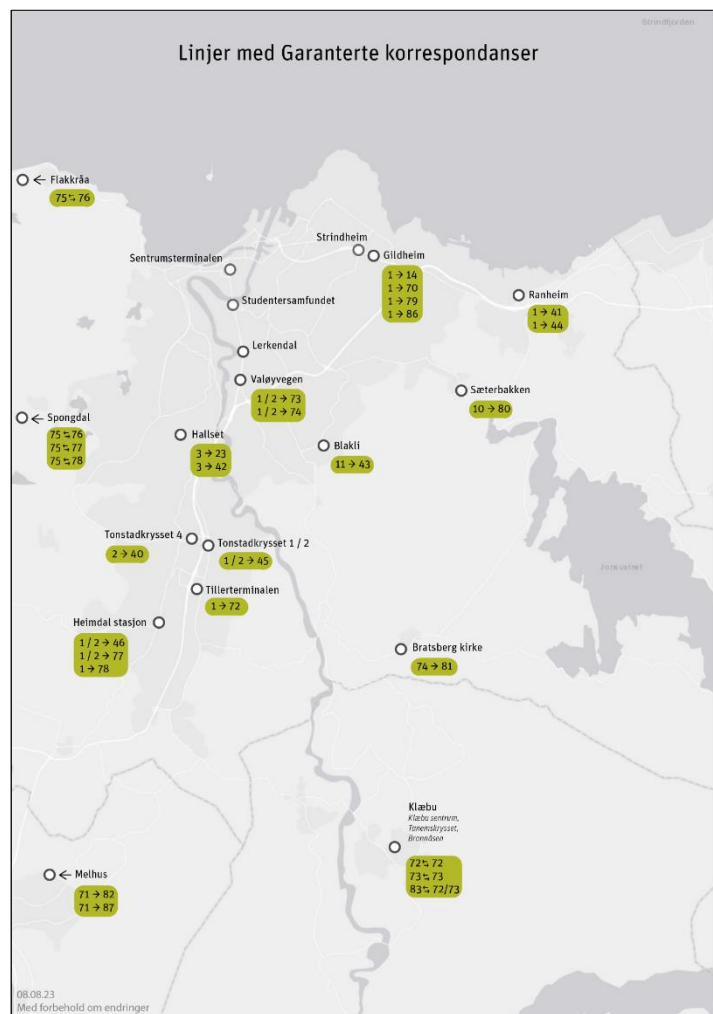 Strindfjorden
Linjer med Garanterte korrespondanser
Flakkråa
75 ⇆ 76
Strindheim
Gildheim
1 → 14
1 → 70
1 → 79
1 → 86
Sentrumsterminalen
Studentersamfundet
Ranheim
1 → 41
1 → 44
Lerkendal
Valøyvegen
1 / 2 → 73
1 / 2 → 74
Sæterbakken
10 → 80
Spongdal
75 ⇆ 76
75 ⇆ 77
75 ⇆ 78
Hallset
3 → 23
3 → 42
Blakli
11 → 43
Tonstadkrysset 4
2 → 40
Tonstadkrysset 1 / 2
1 / 2 → 45
Jonsvatnet
Tillerterminalen
1 → 72
Heimdal stasjon
1 / 2 → 46
1 / 2 → 77
1 → 78
Bratsberg kirke
74 → 81
Klæbu
Klæbu sentrum,
Tanemskrysset,
Brannåsen
72 ⇆ 72
73 ⇆ 73
83 ⇆ 72/73
Melhus
71 → 82
71 → 87
08.08.23
Med forbehold om endringer